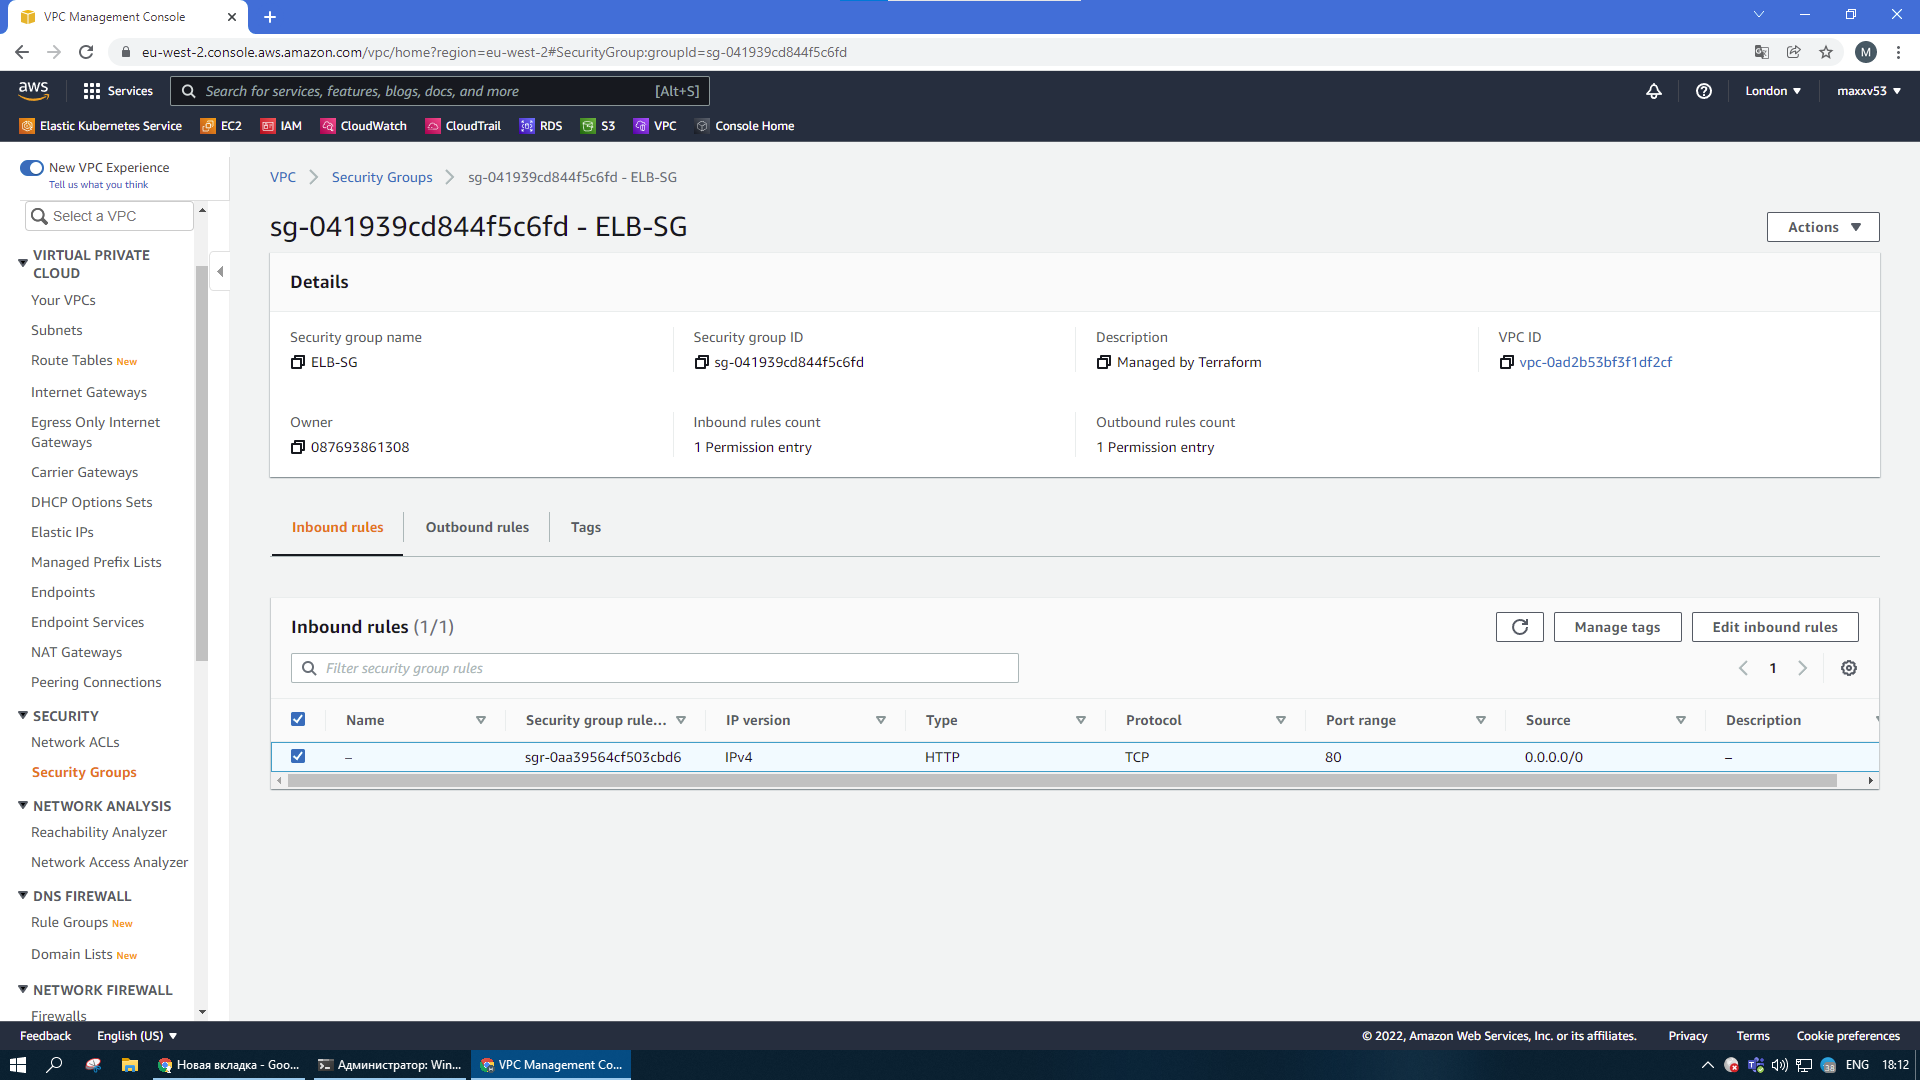 VPC Management Console
eu-west-2.console.aws.amazon.com/vpc/home?region=eu-west-2#SecurityGroup:groupId=sg-041939cd844f5c6fd
M
aws
Services
Search for services, features, blogs, docs, and more
[Alt+S]
London
maxxv53
Elastic Kubernetes Service
EC2
IAM
CloudWatch
CloudTrail
RDS
S3
VPC
Console Home
New VPC Experience
Tell us what you think
Select a VPC
VIRTUAL PRIVATE
CLOUD
Your VPCs
Subnets
Route Tables New
Internet Gateways
Egress Only Internet
Gateways
Carrier Gateways
DHCP Options Sets
Elastic IPs
Managed Prefix Lists
Endpoints
Endpoint Services
NAT Gateways
Peering Connections
SECURITY
Network ACLs
Security Groups
NETWORK ANALYSIS
Reachability Analyzer
Network Access Analyzer
DNS FIREWALL
Rule Groups New
Domain Lists New
NETWORK FIREWALL
Firewalls
VPC
Security Groups
sg-041939cd844f5c6fd - ELB-SG
sg-041939cd844f5c6fd - ELB-SG
Actions
Details
Security group name
ELB-SG
Security group ID
sg-041939cd844f5c6fd
Description
Managed by Terraform
VPC ID
vpc-0ad2b53bf3f1df2cf
Owner
087693861308
Inbound rules count
1 Permission entry
Outbound rules count
1 Permission entry
Inbound rules
Outbound rules
Tags
Inbound rules (1/1)
Manage tags
Edit inbound rules
Filter security group rules
1
Name
Security group rule...
IP version
Type
Protocol
Port range
Source
Description
–
sgr-0aa39564cf503cbd6
IPv4
HTTP
TCP
80
0.0.0.0/0
–
Feedback
English (US)
© 2022, Amazon Web Services, Inc. or its affiliates.
Privacy
Terms
Cookie preferences
Новая вкладка - Goo...
Администратор: Win...
VPC Management Co...
38
ENG
18:12